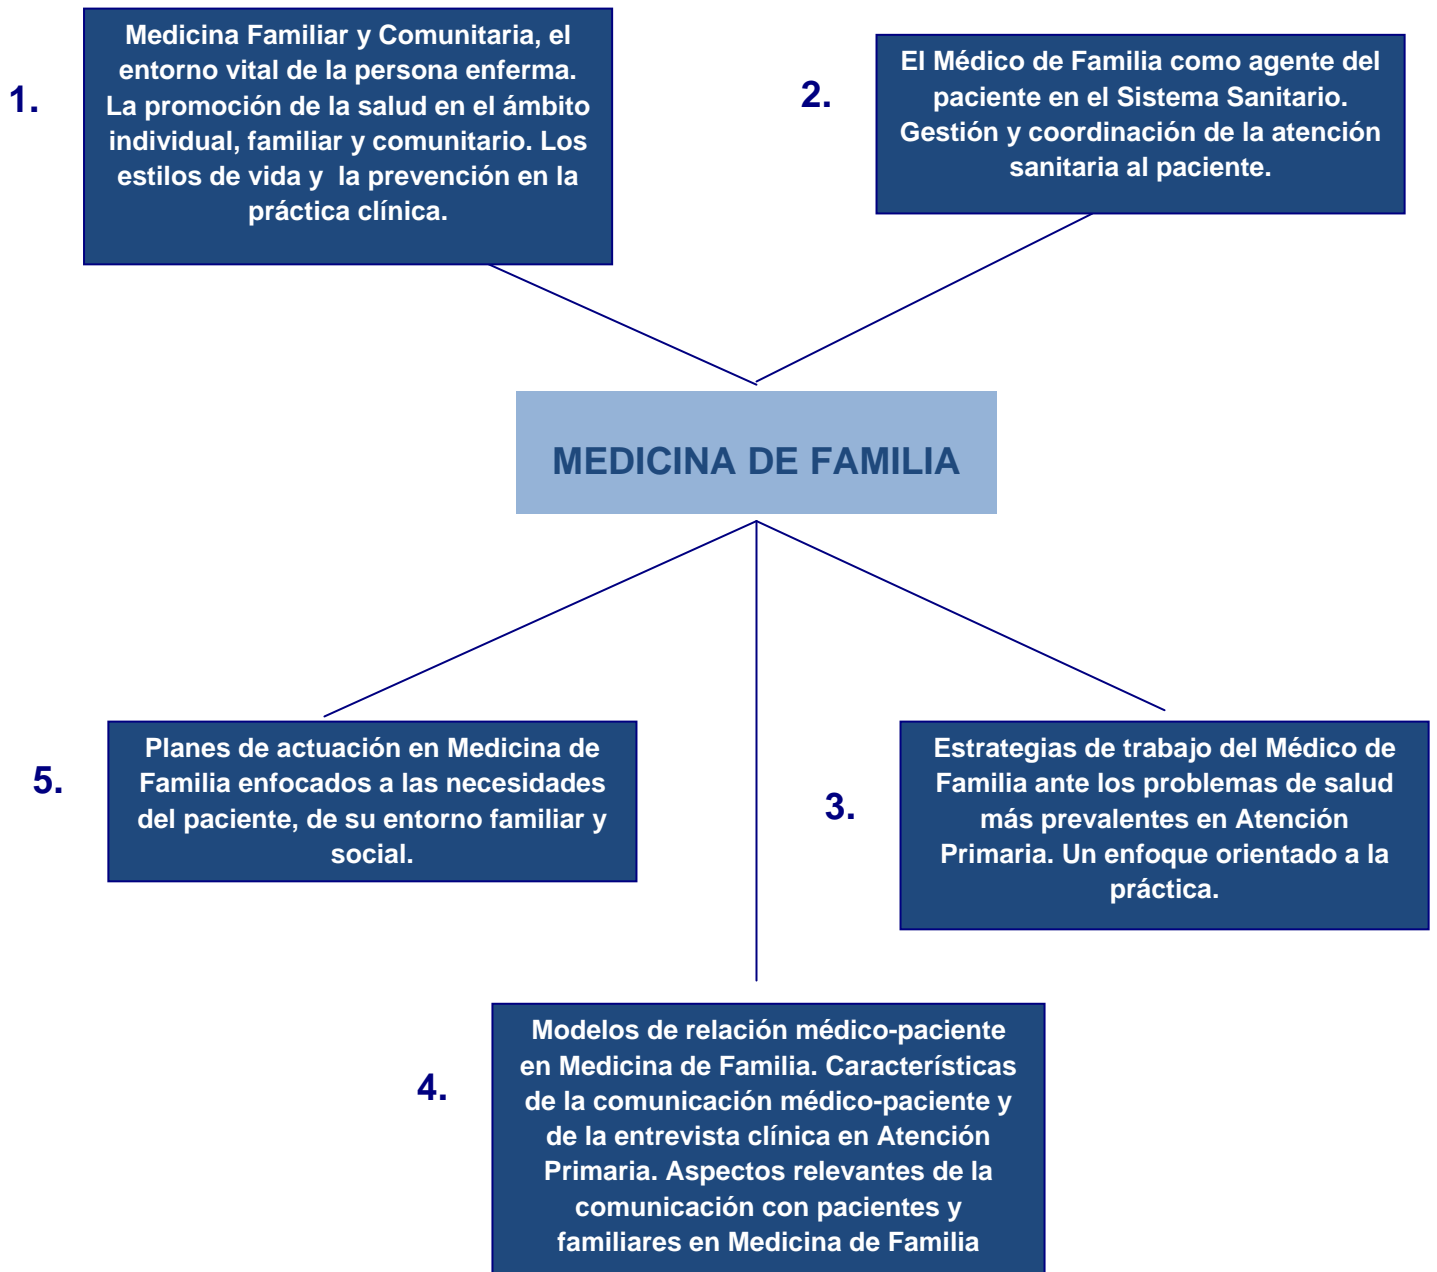 1.
Medicina Familiar y Comunitaria, el
entorno vital de la persona enferma.
La promoción de la salud en el ámbito
individual, familiar y comunitario. Los
estilos de vida y  la prevención en la
práctica clínica.
2.
El Médico de Familia como agente del
paciente en el Sistema Sanitario.
Gestión y coordinación de la atención
sanitaria al paciente.
MEDICINA DE FAMILIA
5.
Planes de actuación en Medicina de
Familia enfocados a las necesidades
del paciente, de su entorno familiar y
social.
3.
Estrategias de trabajo del Médico de
Familia ante los problemas de salud
más prevalentes en Atención
Primaria. Un enfoque orientado a la
práctica.
4.
Modelos de relación médico-paciente
en Medicina de Familia. Características
de la comunicación médico-paciente y
de la entrevista clínica en Atención
Primaria. Aspectos relevantes de la
comunicación con pacientes y
familiares en Medicina de Familia